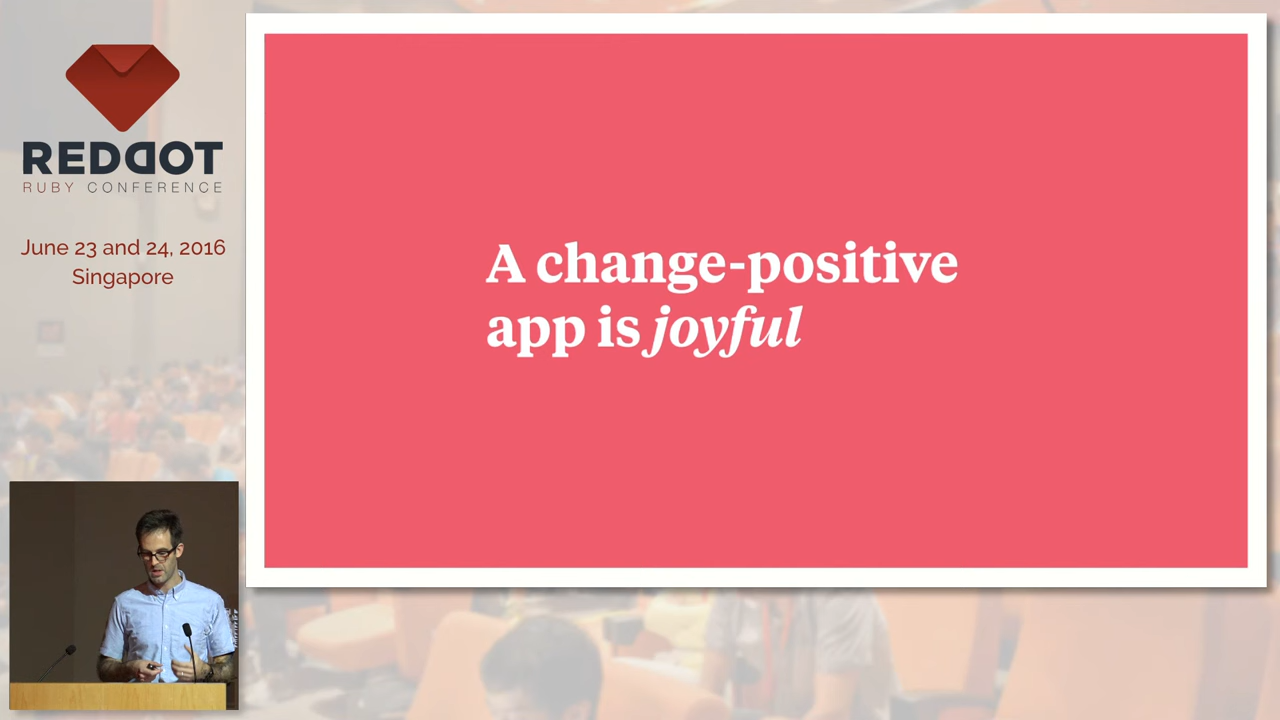 REDDOT
RUBY CONFERENCE
June 23 and 24, 2016
Singapore
A change-positive
app is joyful